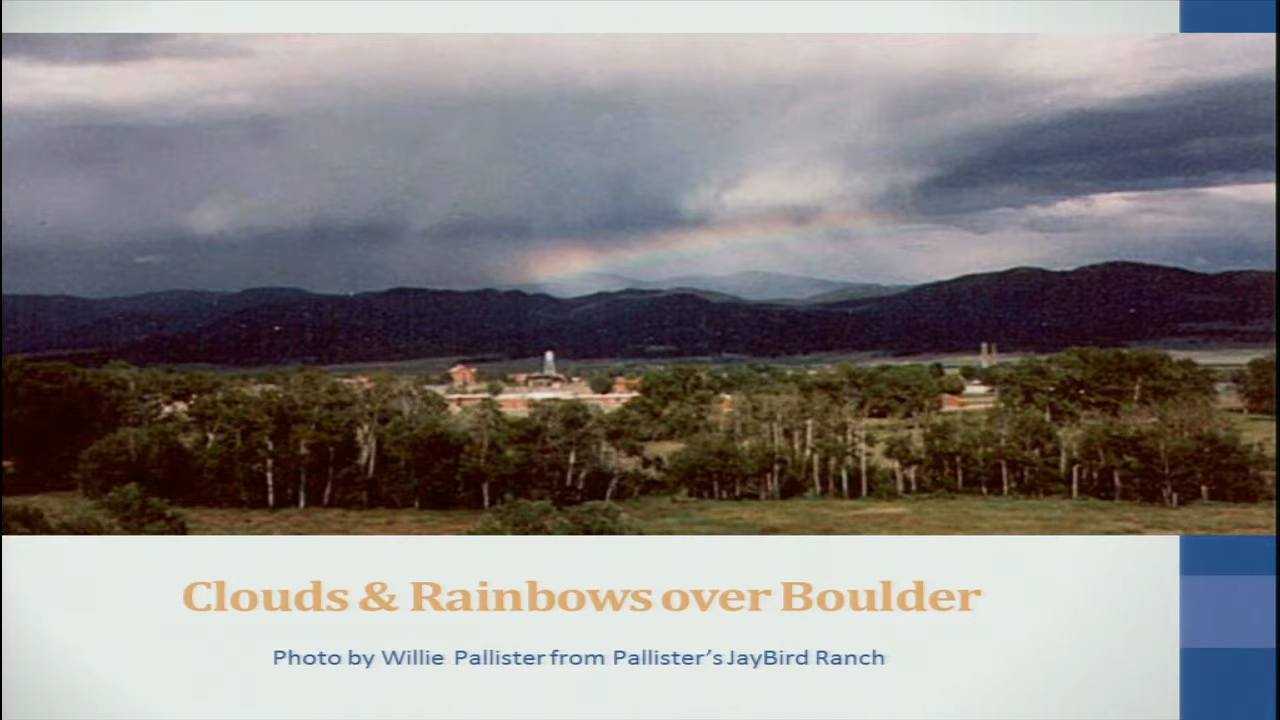 Clouds & Rainbows over Boulder
Photo by Willie Pallister from Pallister's JayBird Ranch